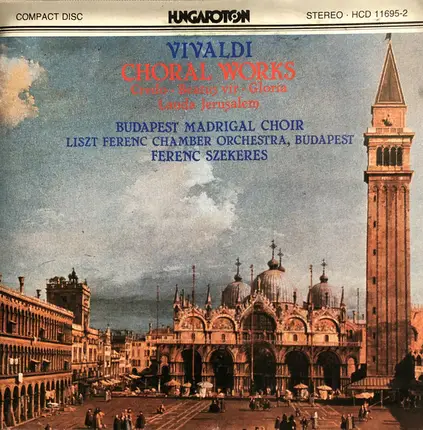 COMPACT DISC
HUNGAROTON
STEREO · HCD 11695-2
VIVALDI
CHORAL WORKS
Credo · Beatus vir · Gloria
Lauda Jerusalem
BUDAPEST MADRIGAL CHOIR
LISZT FERENC CHAMBER ORCHESTRA, BUDAPEST
FERENC SZEKERES